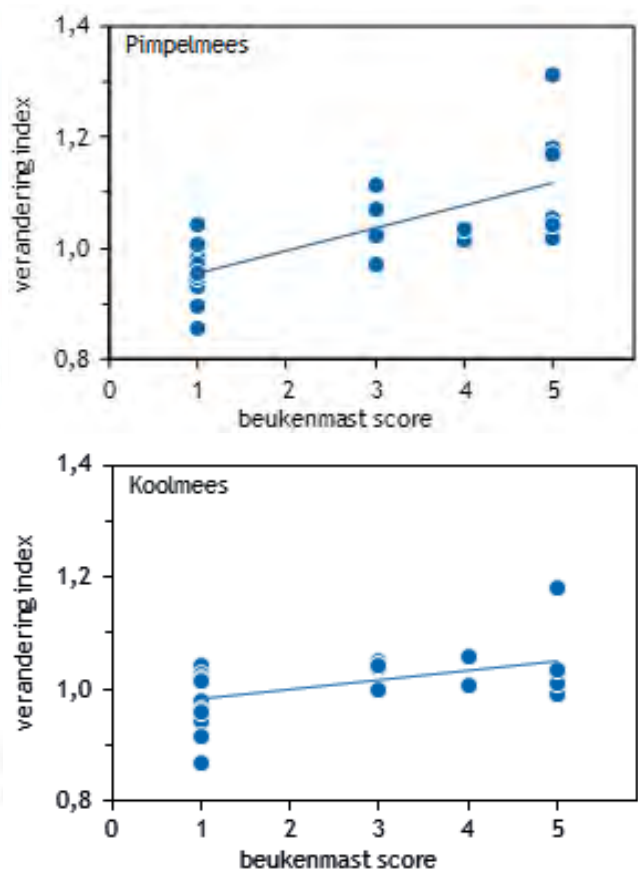 Pimpelmees
verandering index
1,4
1,2
1,0
0,8
0 1 2 3 4 5
beukenmast score
Koolmees
verandering index
1,4
1,2
1,0
0,8
0 1 2 3 4 5
beukenmast score